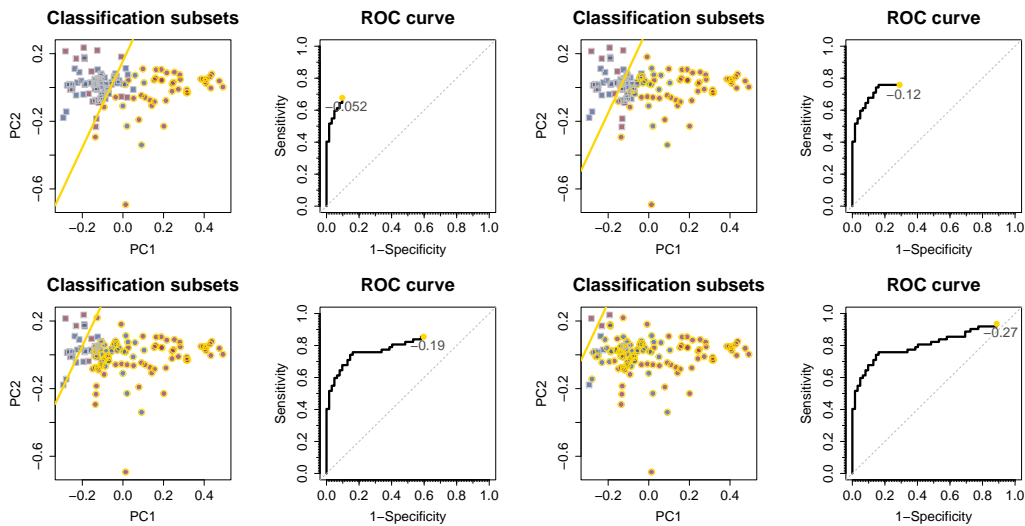 Classification subsets
ROC curve
Classification subsets
ROC curve
0.2
−0.2
−0.6
PC2
−0.2 0.0 0.2 0.4
PC1
0.0 0.2 0.4 0.6 0.8 1.0
Sensitivity
−0.052
0.0 0.2 0.4 0.6 0.8 1.0
1−Specificity
0.2
−0.2
−0.6
PC2
−0.2 0.0 0.2 0.4
PC1
0.0 0.2 0.4 0.6 0.8 1.0
Sensitivity
−0.12
0.0 0.2 0.4 0.6 0.8 1.0
1−Specificity
Classification subsets
ROC curve
Classification subsets
ROC curve
0.2
−0.2
−0.6
PC2
−0.2 0.0 0.2 0.4
PC1
0.0 0.2 0.4 0.6 0.8 1.0
Sensitivity
−0.19
0.0 0.2 0.4 0.6 0.8 1.0
1−Specificity
0.2
−0.2
−0.6
PC2
−0.2 0.0 0.2 0.4
PC1
0.0 0.2 0.4 0.6 0.8 1.0
Sensitivity
−0.27
0.0 0.2 0.4 0.6 0.8 1.0
1−Specificity